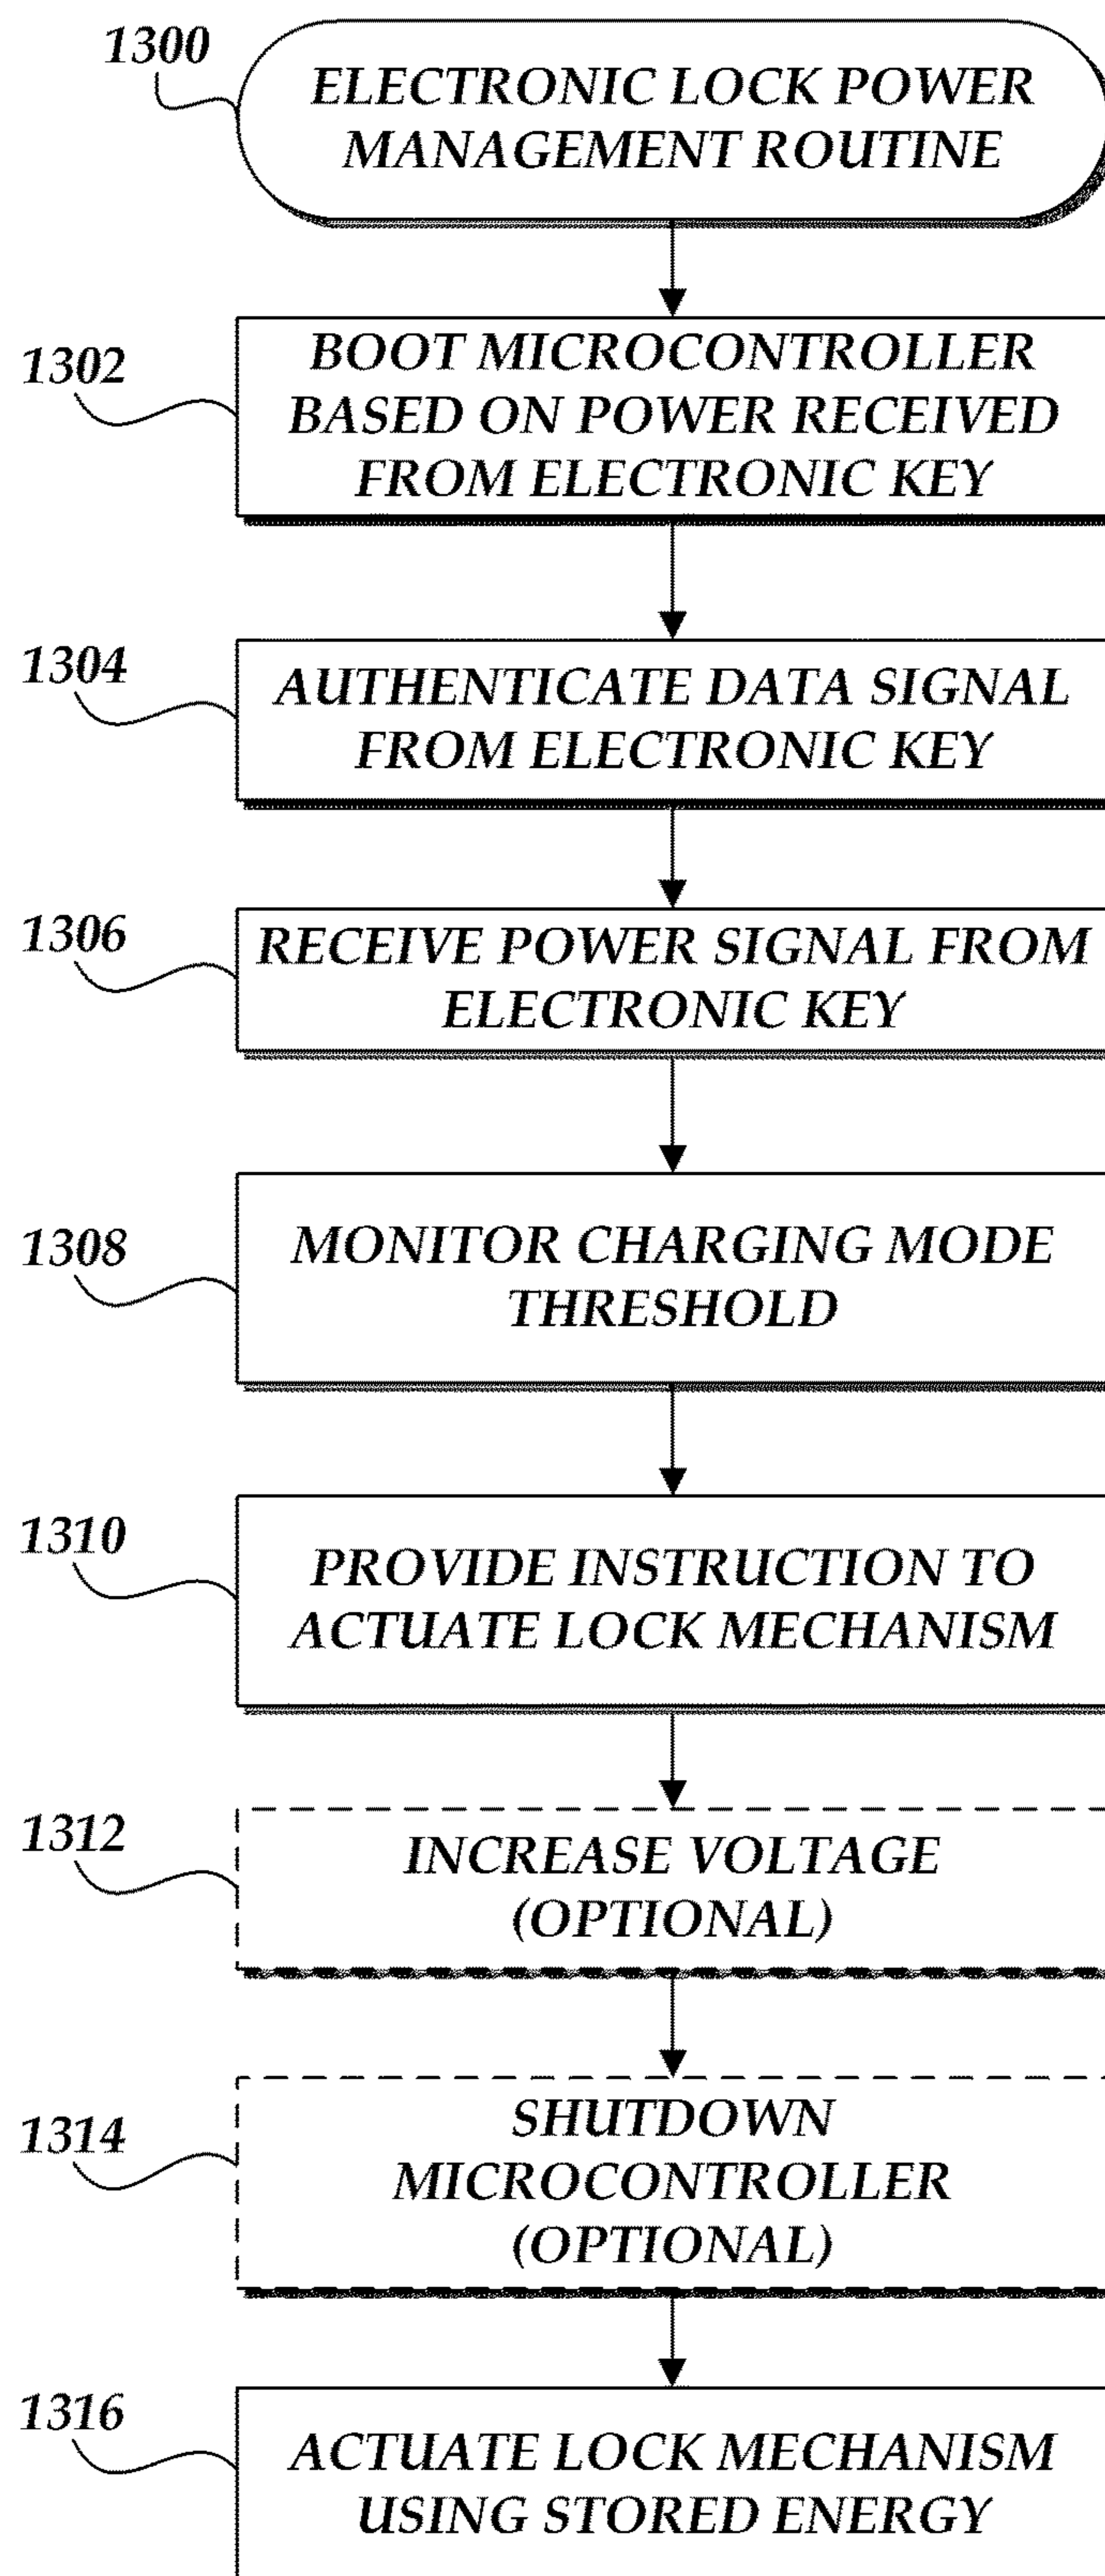 1300
ELECTRONIC LOCK POWER
MANAGEMENT ROUTINE
1302
BOOT MICROCONTROLLER
BASED ON POWER RECEIVED
FROM ELECTRONIC KEY
1304
AUTHENTICATE DATA SIGNAL
FROM ELECTRONIC KEY
1306
RECEIVE POWER SIGNAL FROM
ELECTRONIC KEY
1308
MONITOR CHARGING MODE
THRESHOLD
1310
PROVIDE INSTRUCTION TO
ACTUATE LOCK MECHANISM
1312
INCREASE VOLTAGE
(OPTIONAL)
1314
SHUTDOWN
MICROCONTROLLER
(OPTIONAL)
1316
ACTUATE LOCK MECHANISM
USING STORED ENERGY